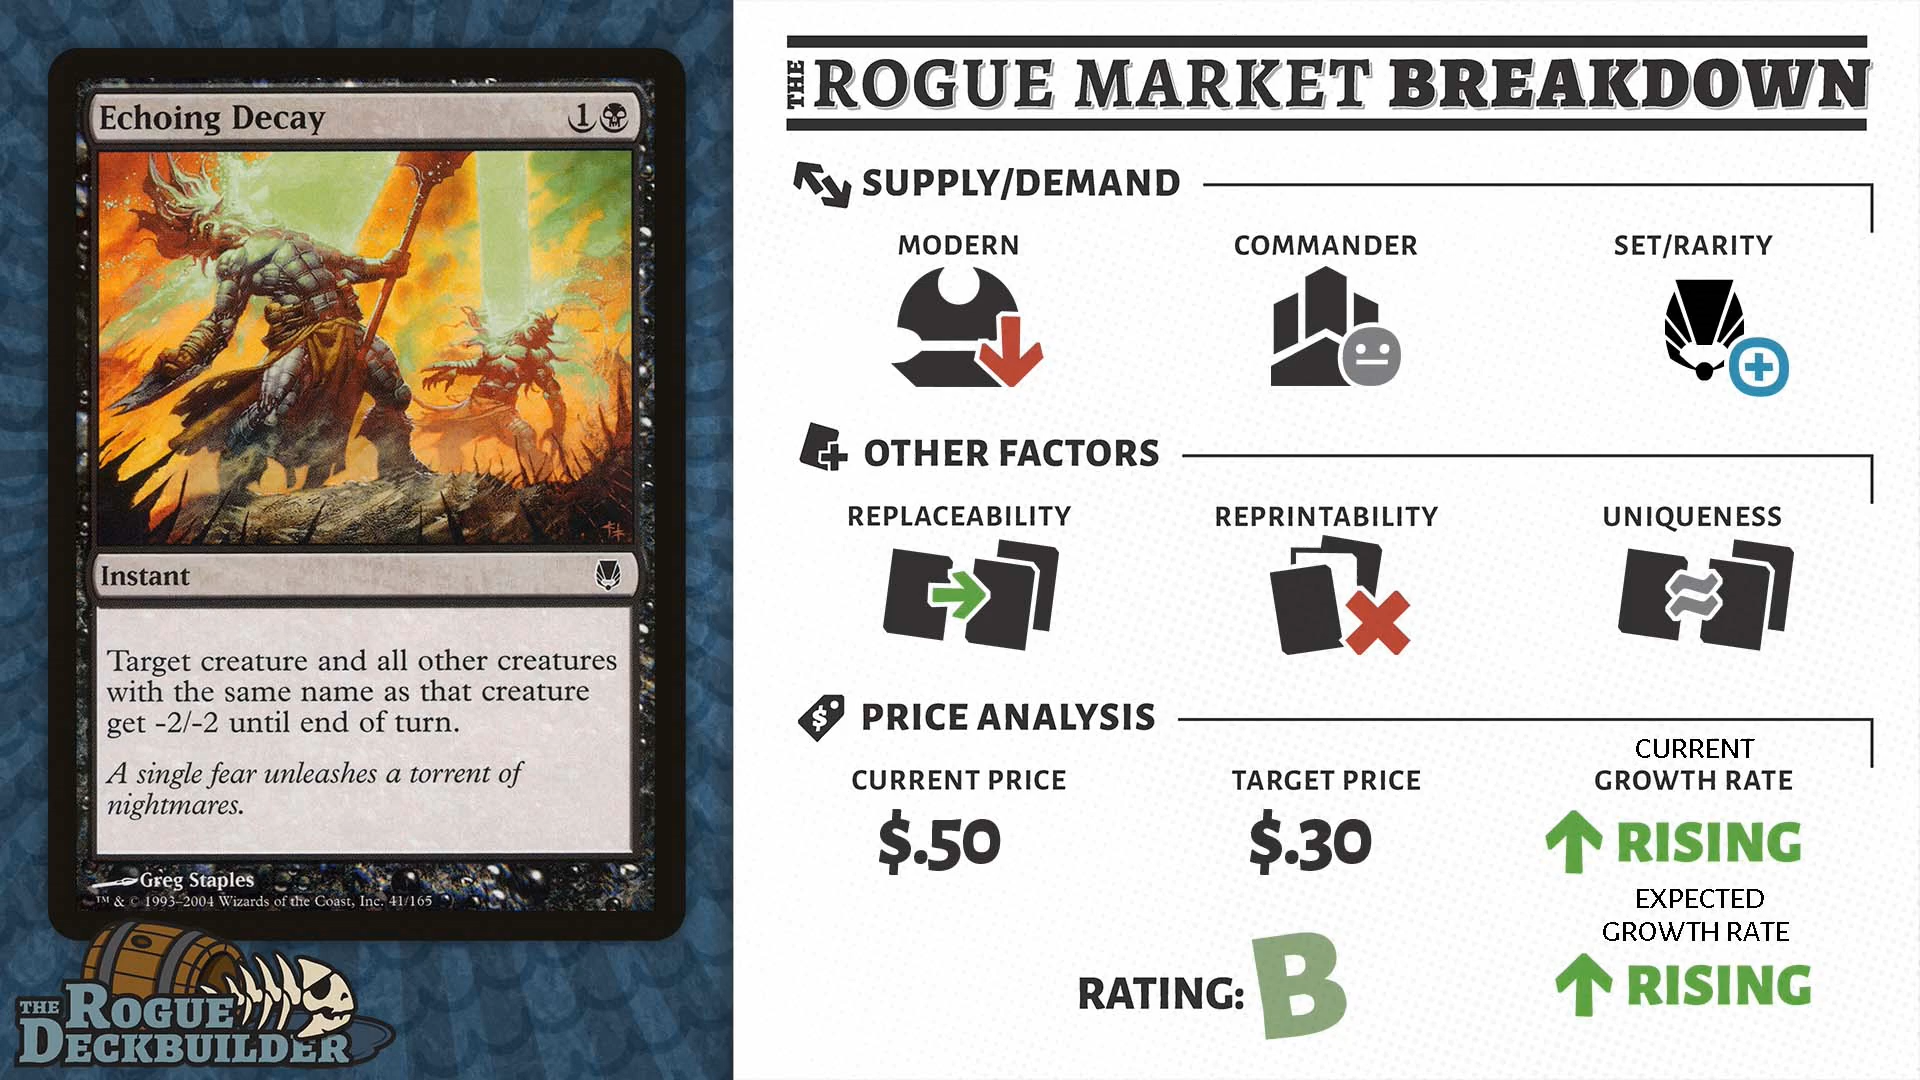 Echoing Decay 1
Instant
Target creature and all other creatures
with the same name as that creature
get -2/-2 until end of turn.
A single fear unleashes a torrent of
nightmares.
Greg Staples
™ & © 1993–2004 Wizards of the Coast, Inc. 41/165
THE ROGUE
DECKBUILDER
THE ROGUE MARKET BREAKDOWN
SUPPLY/DEMAND
MODERN COMMANDER SET/RARITY
OTHER FACTORS
REPLACEABILITY REPRINTABILITY UNIQUENESS
PRICE ANALYSIS
CURRENT PRICE TARGET PRICE CURRENT
GROWTH RATE
$.50 $.30 RISING
EXPECTED
GROWTH RATE
RISING
RATING: B